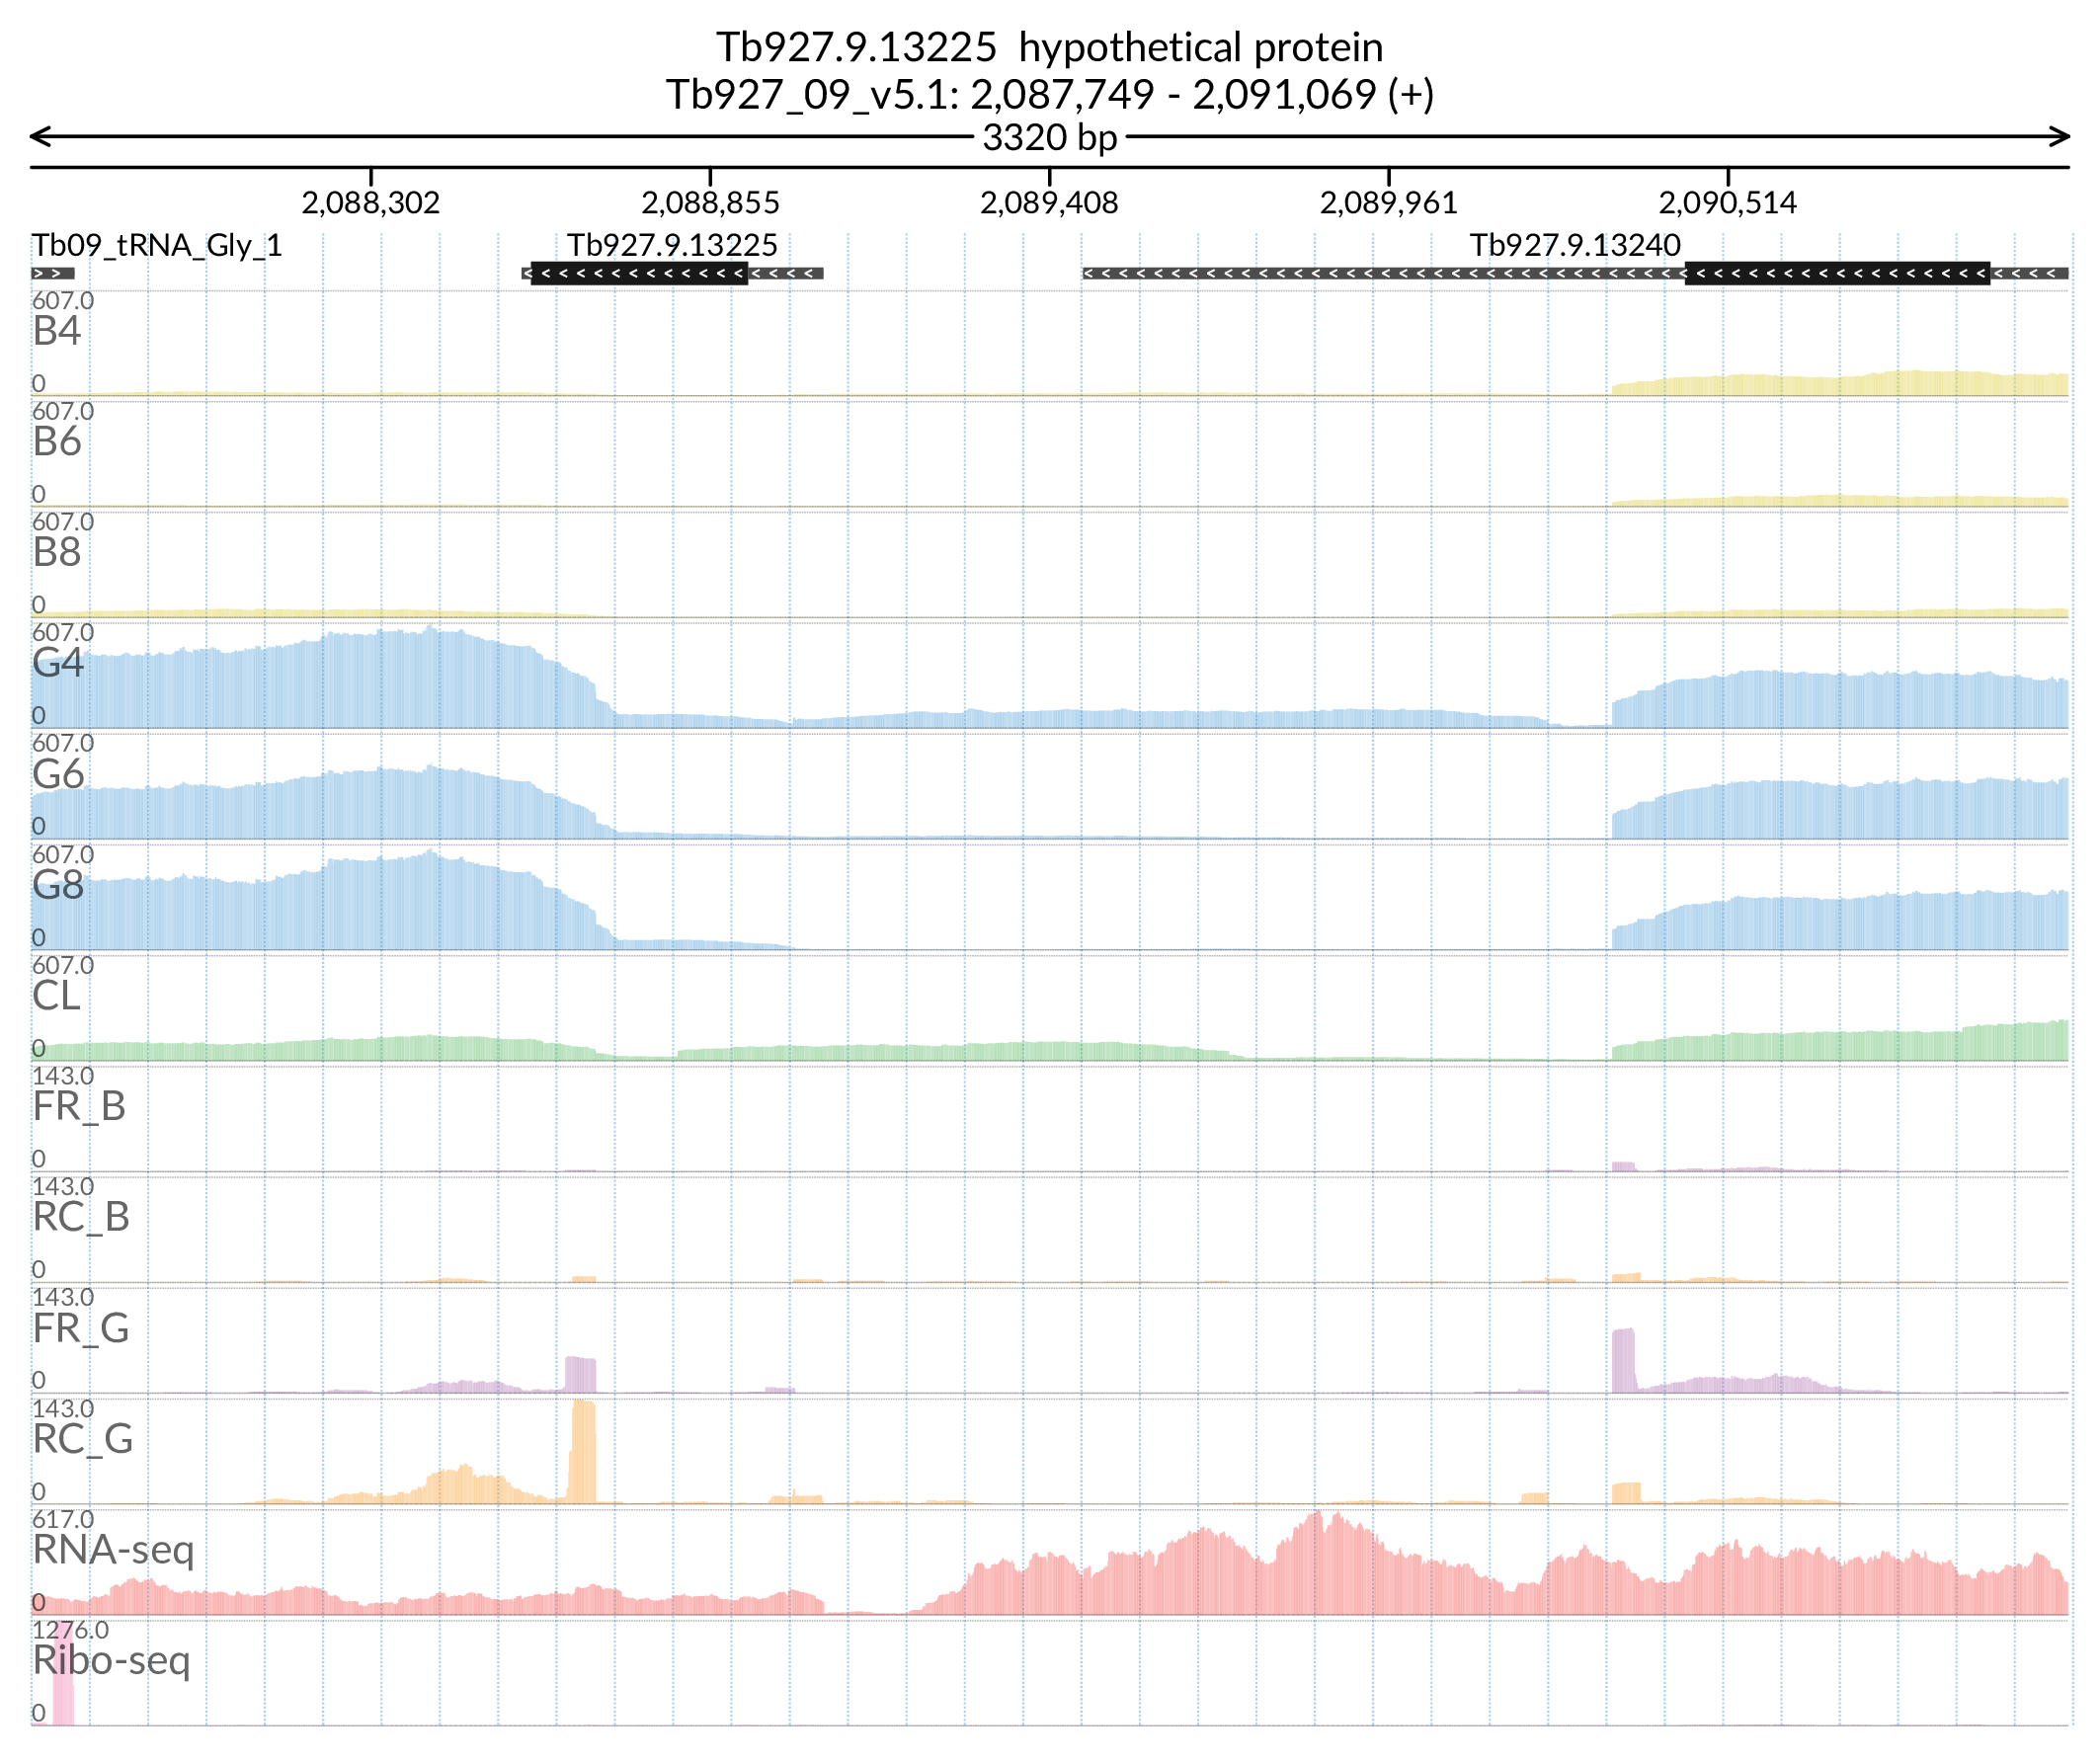 Tb927.9.13225  hypothetical protein
Tb927_09_v5.1: 2,087,749 - 2,091,069 (+)
3320 bp
2,088,302 2,088,855 2,089,408 2,089,961 2,090,514
Tb09_tRNA_Gly_1 Tb927.9.13225 Tb927.9.13240
607.0
B4
0
607.0
B6
0
607.0
B8
0
607.0
G4
0
607.0
G6
0
607.0
G8
0
607.0
CL
0
143.0
FR_B
0
143.0
RC_B
0
143.0
FR_G
0
143.0
RC_G
0
617.0
RNA-seq
0
1276.0
Ribo-seq
0